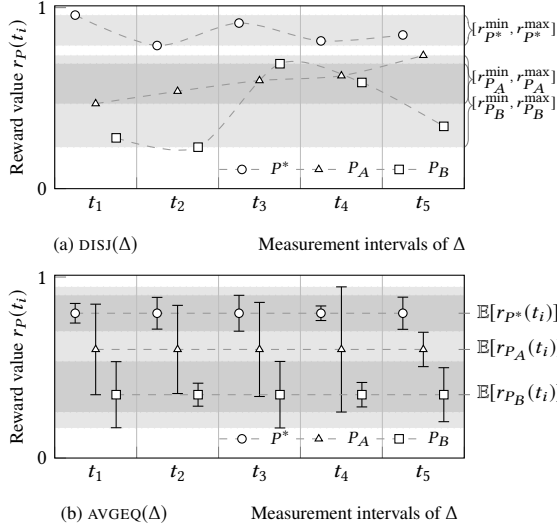 1
[r_{P*}^{min}, r_{P*}^{max}]
[r_{P_A}^{min}, r_{P_A}^{max}]
[r_{P_B}^{min}, r_{P_B}^{max}]
Reward value r_P(t_i)
P* P_A P_B
0
t_1 t_2 t_3 t_4 t_5
(a) DISJ(Δ) Measurement intervals of Δ
1
𝔼[r_{P*}(t_i)]
𝔼[r_{P_A}(t_i)
𝔼[r_{P_B}(t_i)
Reward value r_P(t_i)
P* P_A P_B
0
t_1 t_2 t_3 t_4 t_5
(b) AVGEQ(Δ) Measurement intervals of Δ